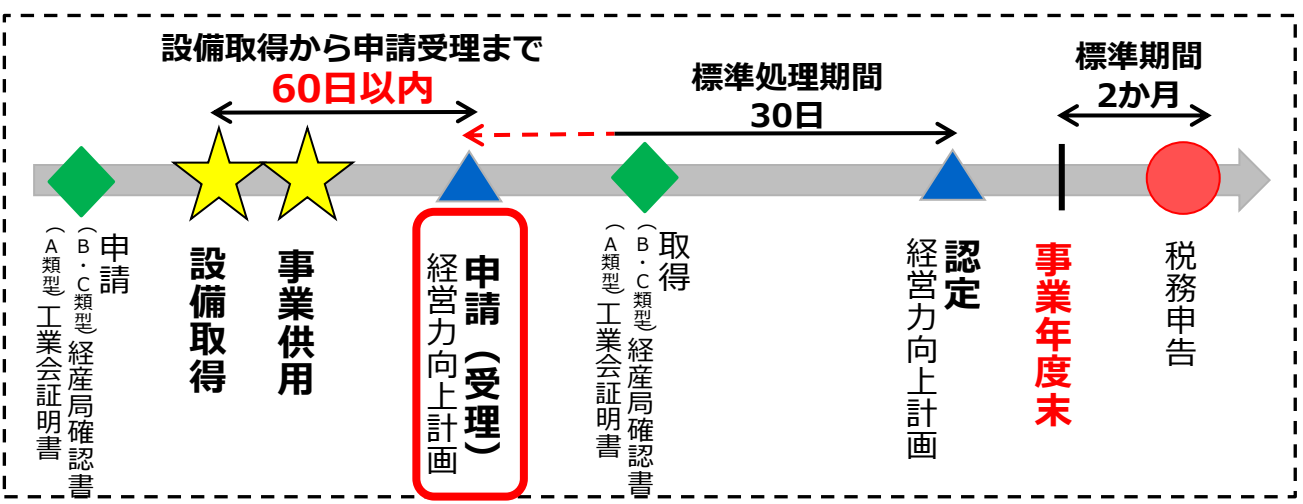 設備取得から申請受理まで
60日以内
標準処理期間
30日
標準期間
2か月
申請
（B・C類型）経産局確認書
（A類型）工業会証明書
設備取得
事業供用
申請（受理）
経営力向上計画
取得
（B・C類型）経産局確認書
（A類型）工業会証明書
認定
経営力向上計画
事業年度末
税務申告